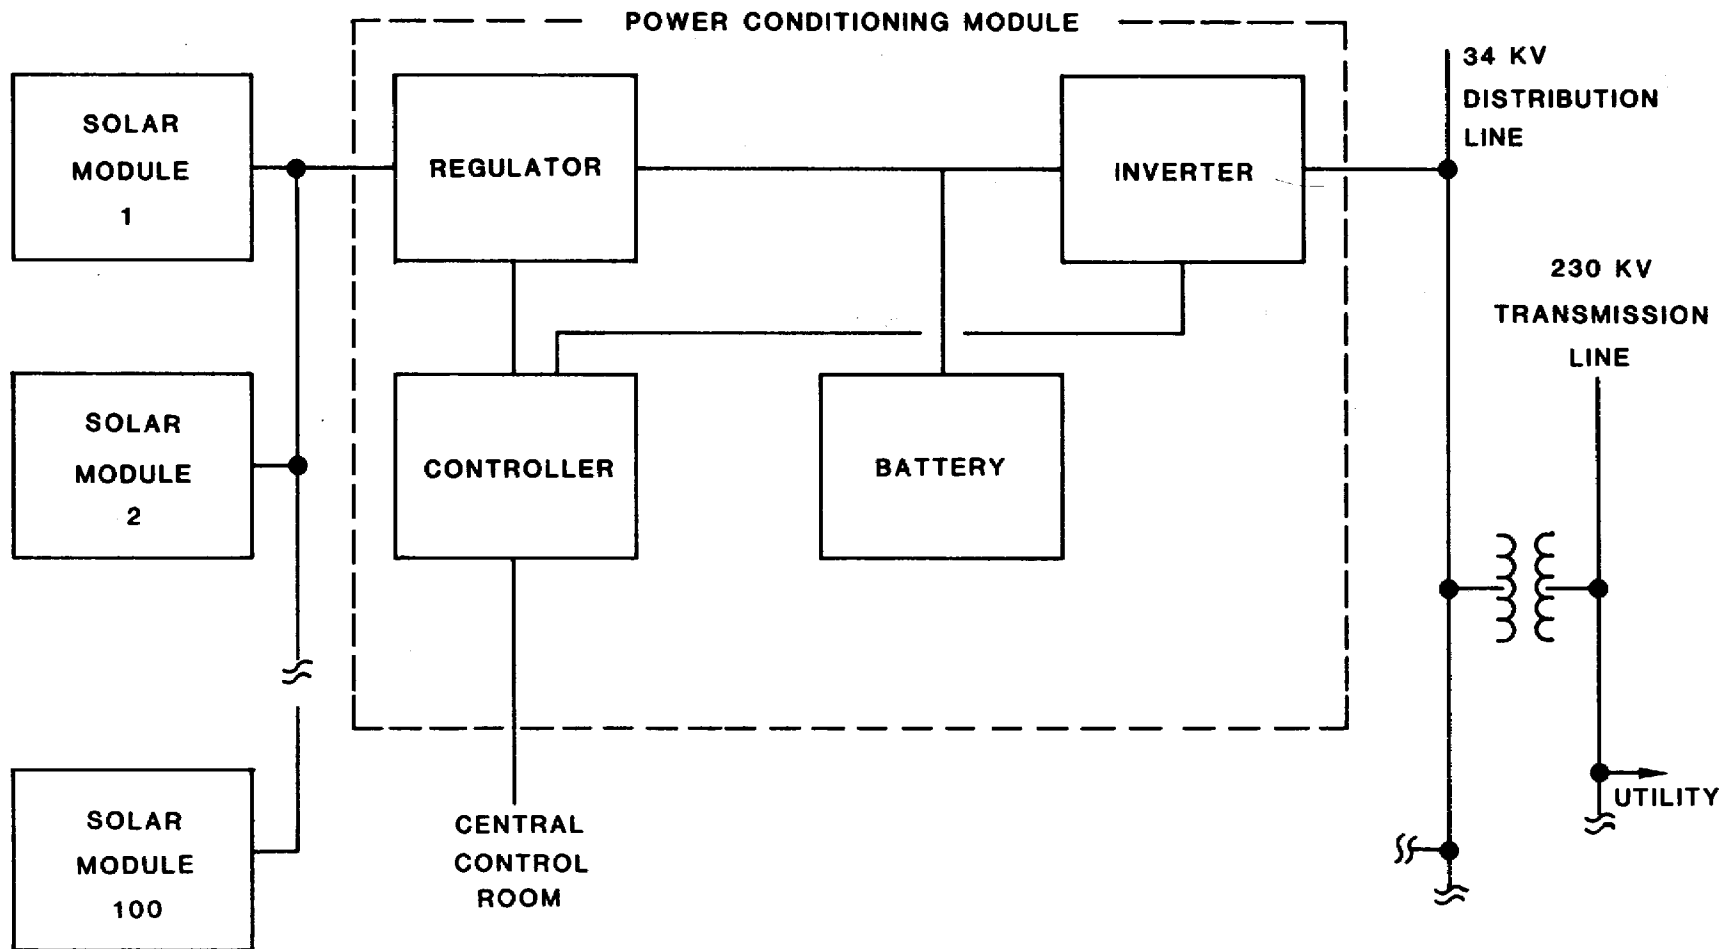 POWER CONDITIONING MODULE
SOLAR
MODULE
1
REGULATOR
INVERTER
34 KV
DISTRIBUTION
LINE
230 KV
TRANSMISSION
LINE
SOLAR
MODULE
2
CONTROLLER
BATTERY
SOLAR
MODULE
100
CENTRAL
CONTROL
ROOM
UTILITY